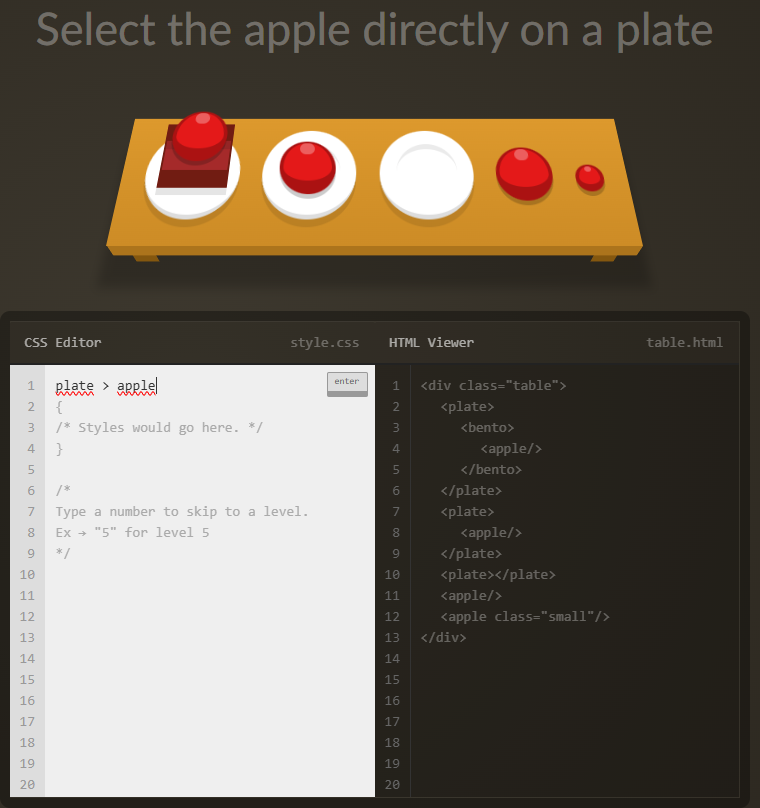 Select the apple directly on a plate
CSS Editor style.css
HTML Viewer table.html
1 plate > apple enter
2 {
3 /* Styles would go here. */
4 }
5
6 /*
7 Type a number to skip to a level.
8 Ex → "5" for level 5
9 */
10
11
12
13
14
15
16
17
18
19
20
1 <div class="table">
2 <plate>
3 <bento>
4 <apple/>
5 </bento>
6 </plate>
7 <plate>
8 <apple/>
9 </plate>
10 <plate></plate>
11 <apple/>
12 <apple class="small"/>
13 </div>
14
15
16
17
18
19
20